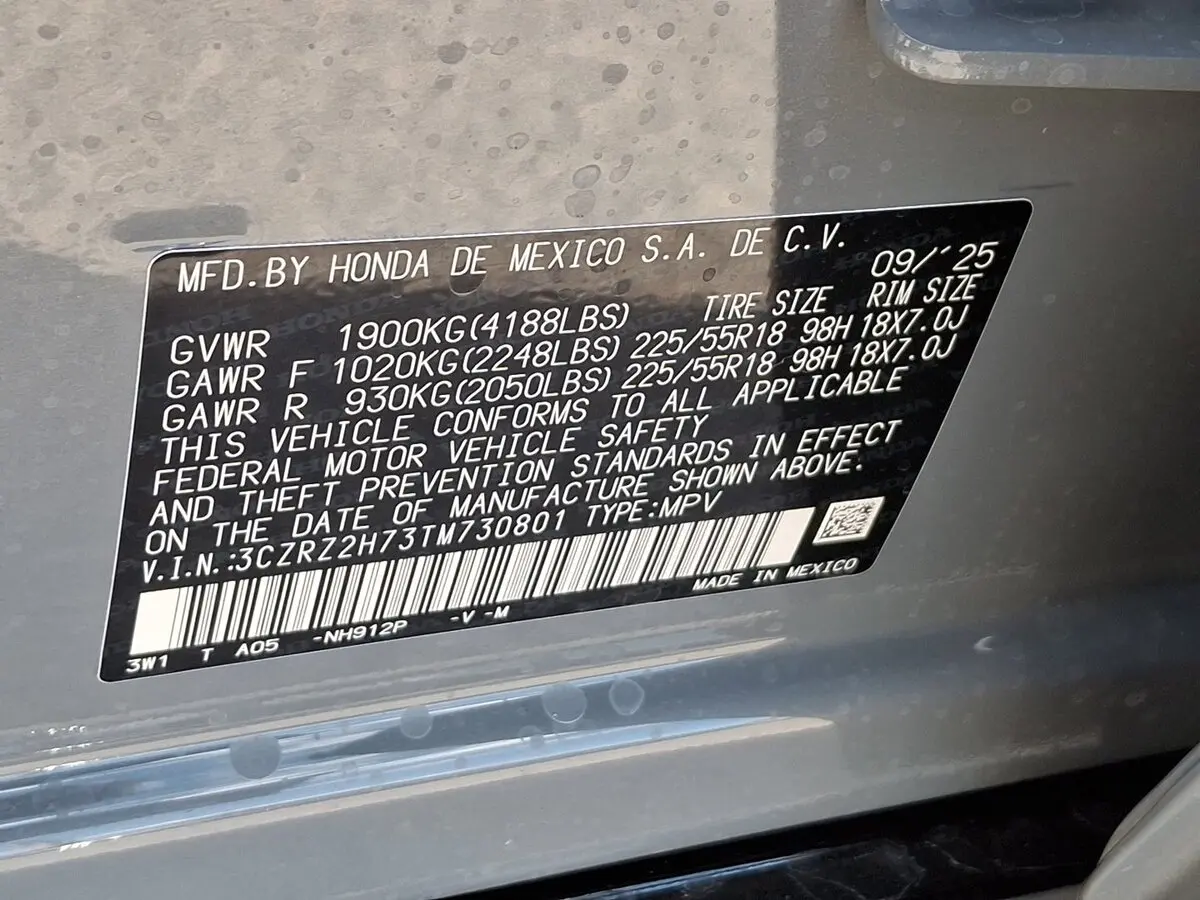 MFD.BY HONDA DE MEXICO S.A. DE C.V.
09/'25
GVWR 1900KG(4188LBS) TIRE SIZE RIM SIZE
GAWR F 1020KG(2248LBS) 225/55R18 98H 18X7.0J
GAWR R 930KG(2050LBS) 225/55R18 98H 18X7.0J
THIS VEHICLE CONFORMS TO ALL APPLICABLE
FEDERAL MOTOR VEHICLE SAFETY
AND THEFT PREVENTION STANDARDS IN EFFECT
ON THE DATE OF MANUFACTURE SHOWN ABOVE.
V.I.N.:3CZRZ2H73TM730801 TYPE:MPV
MADE IN MEXICO
3W1 T A05 -NH912P -V -M